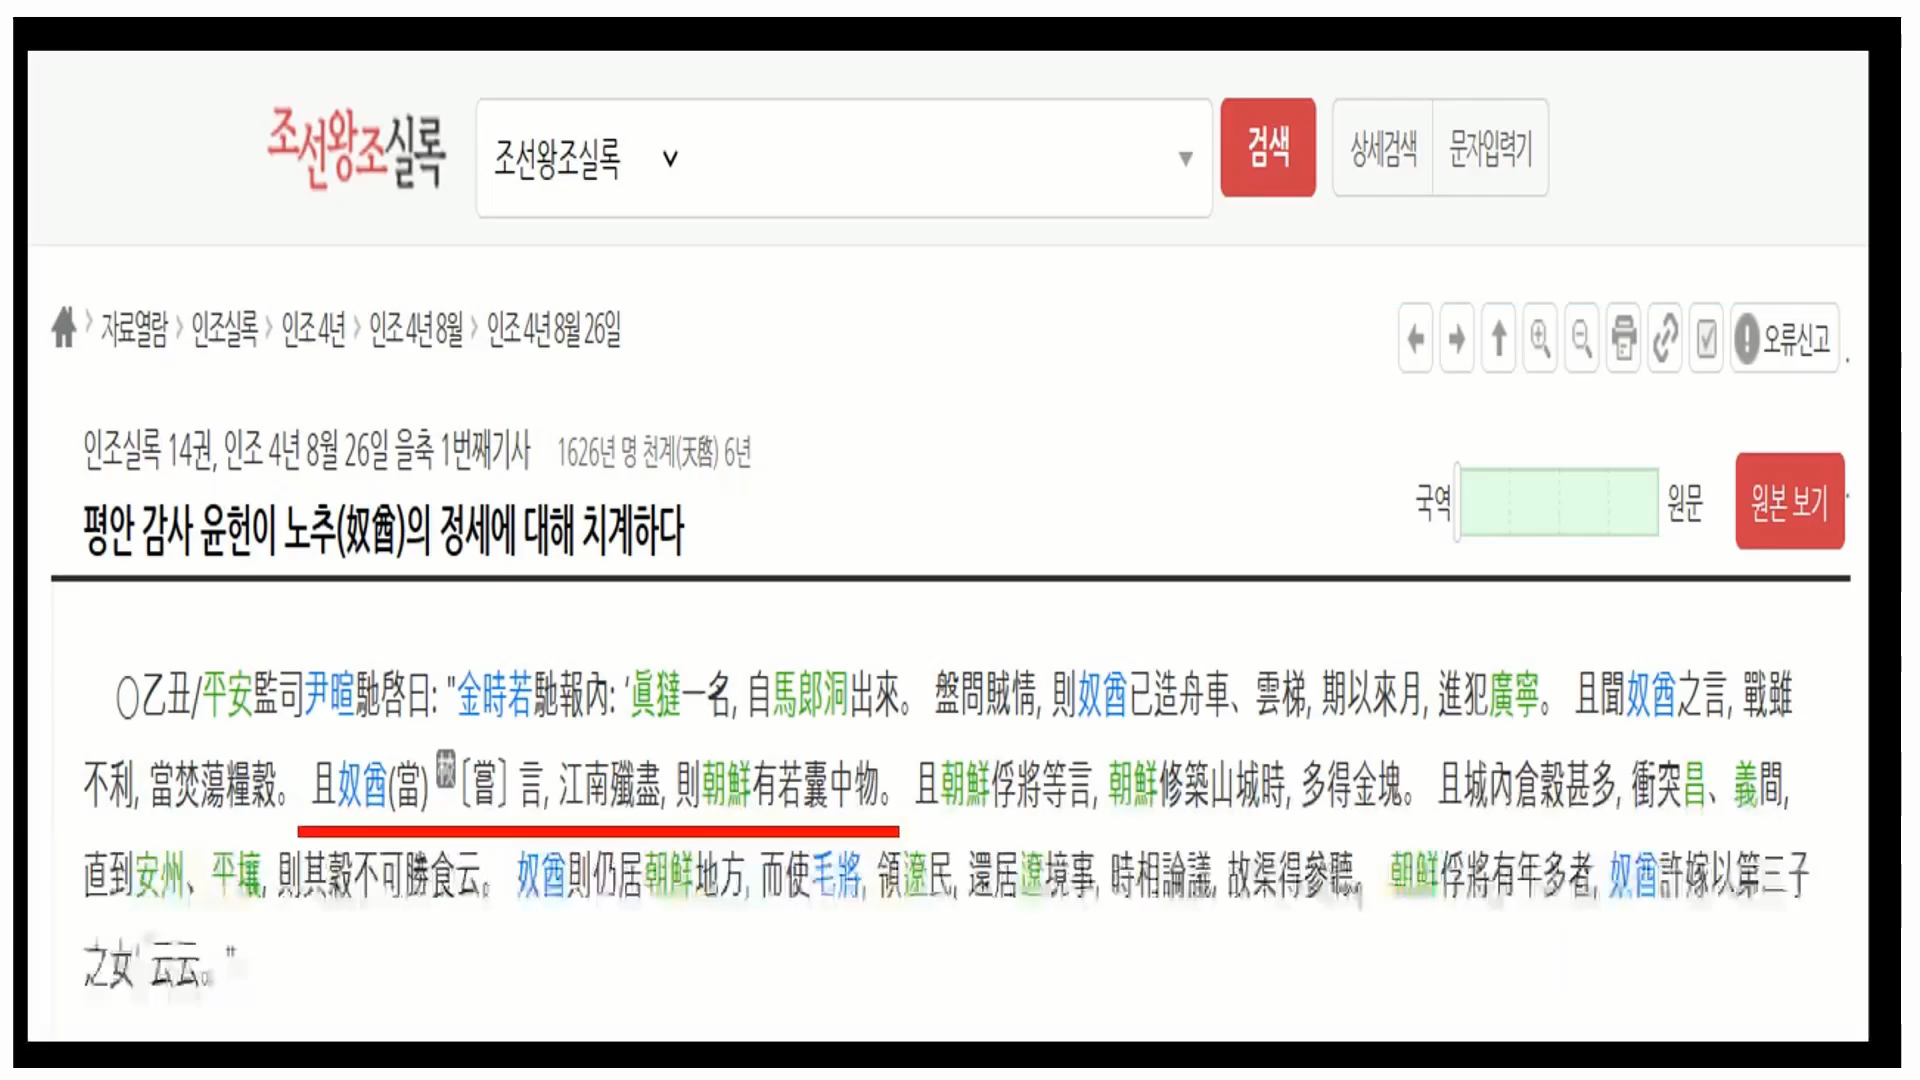 조선왕조실록
조선왕조실록
검색
상세검색
문자입력기
자료열람 › 인조실록 › 인조 4년 › 인조 4년 8월 › 인조 4년 8월 26일
오류신고
인조실록 14권, 인조 4년 8월 26일 을축 1번째기사 1626년 명 천계(天啓) 6년
평안 감사 윤헌이 노추(奴酋)의 정세에 대해 치계하다
국역
원문
원본 보기
○乙丑/平安監司尹暄馳啓曰: "金時若馳報內: '眞㺚一名, 自馬郞洞出來。 盤問賊情, 則奴酋已造舟車、雲梯, 期以來月, 進犯廣寧。 且聞奴酋之言, 戰雖
不利, 當焚蕩糧穀。 且奴酋(當)〔嘗〕言, 江南殲盡, 則朝鮮有若囊中物。 且朝鮮俘將等言, 朝鮮修築山城時, 多得金塊。 且城內倉穀甚多, 衝突昌、義間,
直到安州、平壤, 則其穀不可勝食云。 奴酋則仍居朝鮮地方, 而使毛將, 領遼民, 還居遼境事, 時相論議, 故渠得參聽。 朝鮮俘將有年多者, 奴酋許嫁以第三子
之女' 云云。"